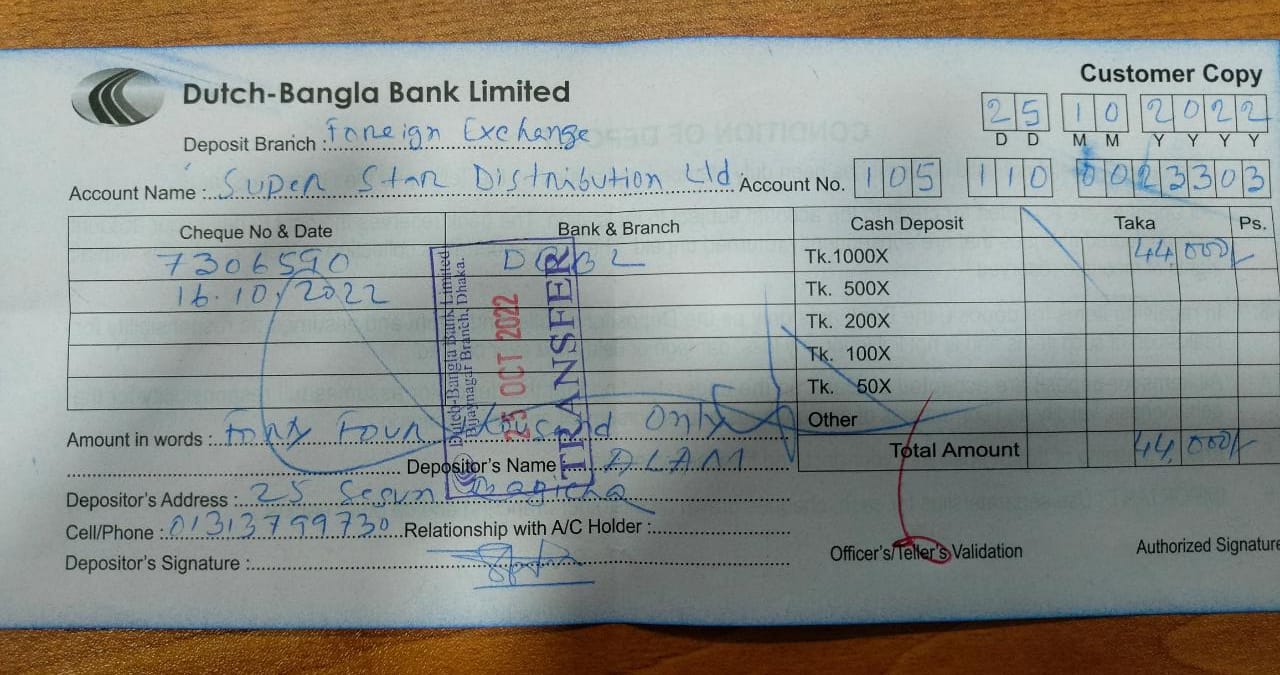 Customer Copy
Dutch-Bangla Bank Limited
25 10 2022
D D M M Y Y Y Y
Deposit Branch : Foreign Exchange
Account Name : Super Star Distribution Ltd Account No. 105 110 0023303
Cheque No & Date Bank & Branch Cash Deposit Taka Ps.
7306590 DBBL Tk.1000X 44,000/-
16.10/2022 Tk. 500X
Tk. 200X
Tk. 100X
Tk. 50X
Other
Amount in words : Forty Four thousand Only
Total Amount 44,000/-
Depositor's Name ALAM
Depositor's Address : 25 Segun Bagicha
Cell/Phone : 01313799730 Relationship with A/C Holder :
Depositor's Signature :
Officer's/Teller's Validation Authorized Signature
Dutch-Bangla Bank Limited
Bijaynagar Branch, Dhaka.
25 OCT 2022
TRANSFER